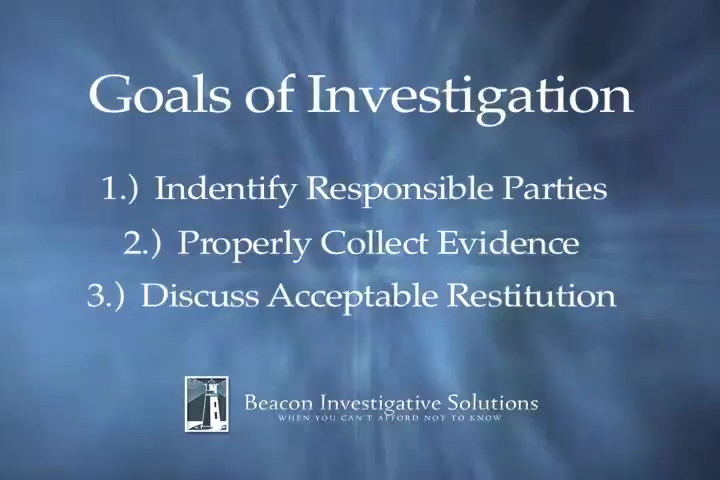 Goals of Investigation
1.) Indentify Responsible Parties
2.) Properly Collect Evidence
3.) Discuss Acceptable Restitution
Beacon Investigative Solutions
WHEN YOU CAN'T AFFORD NOT TO KNOW